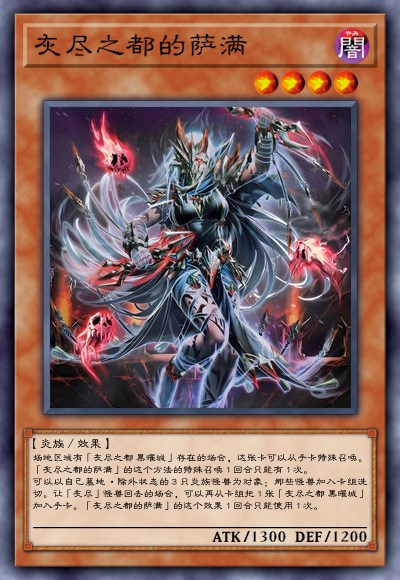 灰尽之都的萨满
やみ
闇
【炎族／效果】
场地区域有「灰尽之都 黑曜城」存在的场合，这张卡可以从手卡特殊召唤。
「灰尽之都的萨满」的这个方法的特殊召唤1回合只能有1次。
可以以自己墓地·除外状态的3只炎族怪兽为对象；那些怪兽加入卡组洗
切。让「灰尽」怪兽回去的场合，可以再从卡组把1张「灰尽之都 黑曜城」
加入手卡。「灰尽之都的萨满」的这个效果1回合只能使用1次。
ATK/1300 DEF/1200